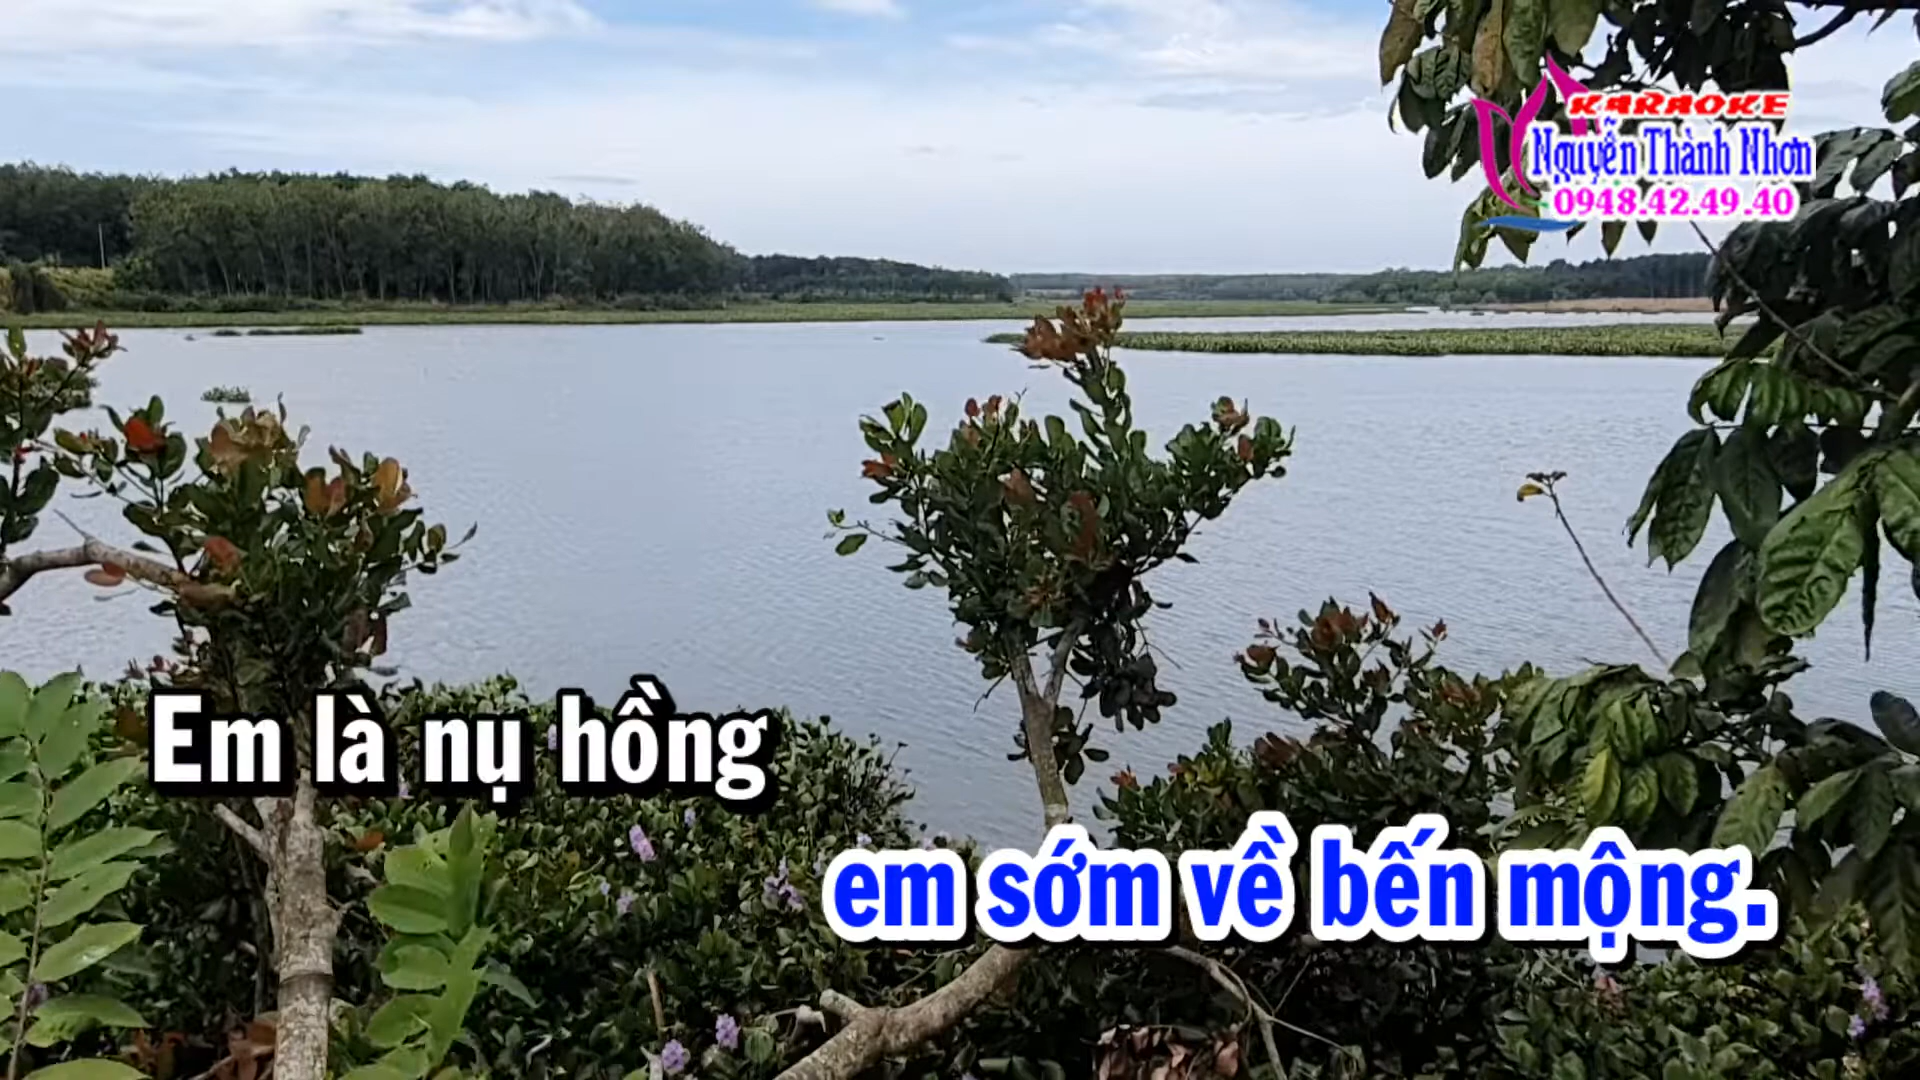 KARAOKE
Nguyễn Thành Nhơn
0948.42.49.40
Em là nụ hồng
em sớm về bến mộng.